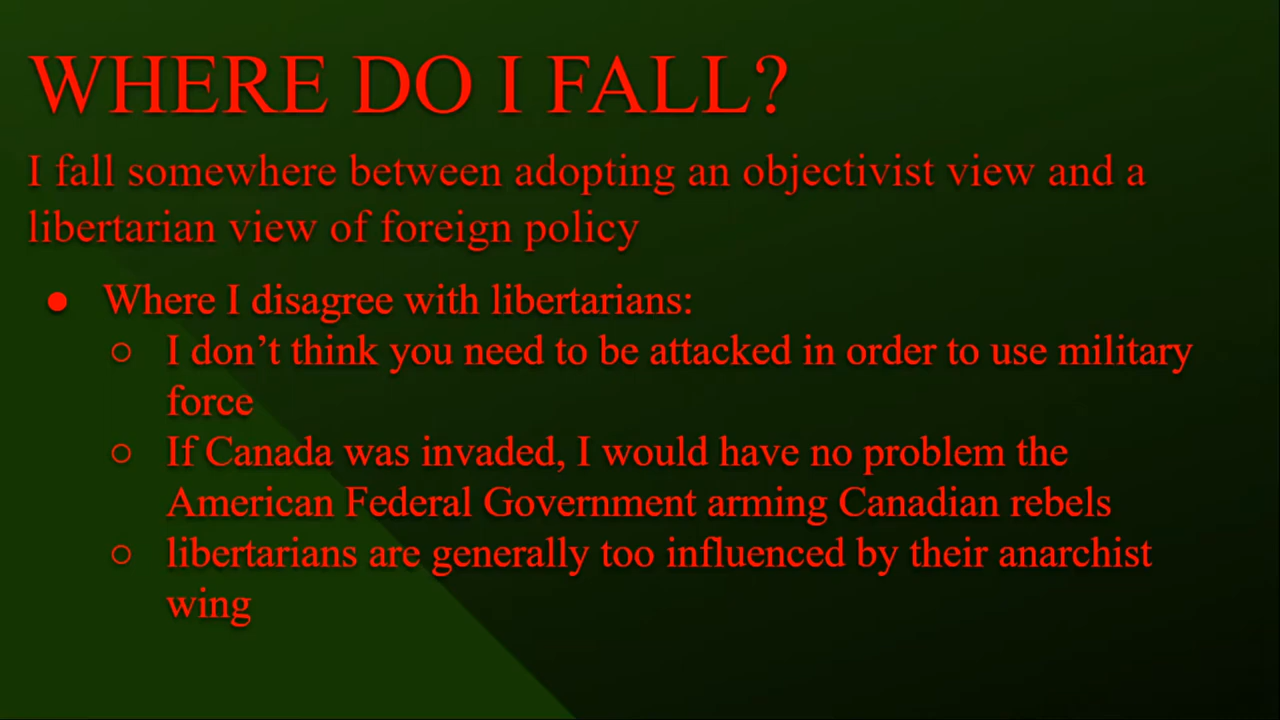 WHERE DO I FALL?
I fall somewhere between adopting an objectivist view and a
libertarian view of foreign policy
● Where I disagree with libertarians:
○ I don’t think you need to be attacked in order to use military
force
○ If Canada was invaded, I would have no problem the
American Federal Government arming Canadian rebels
○ libertarians are generally too influenced by their anarchist
wing